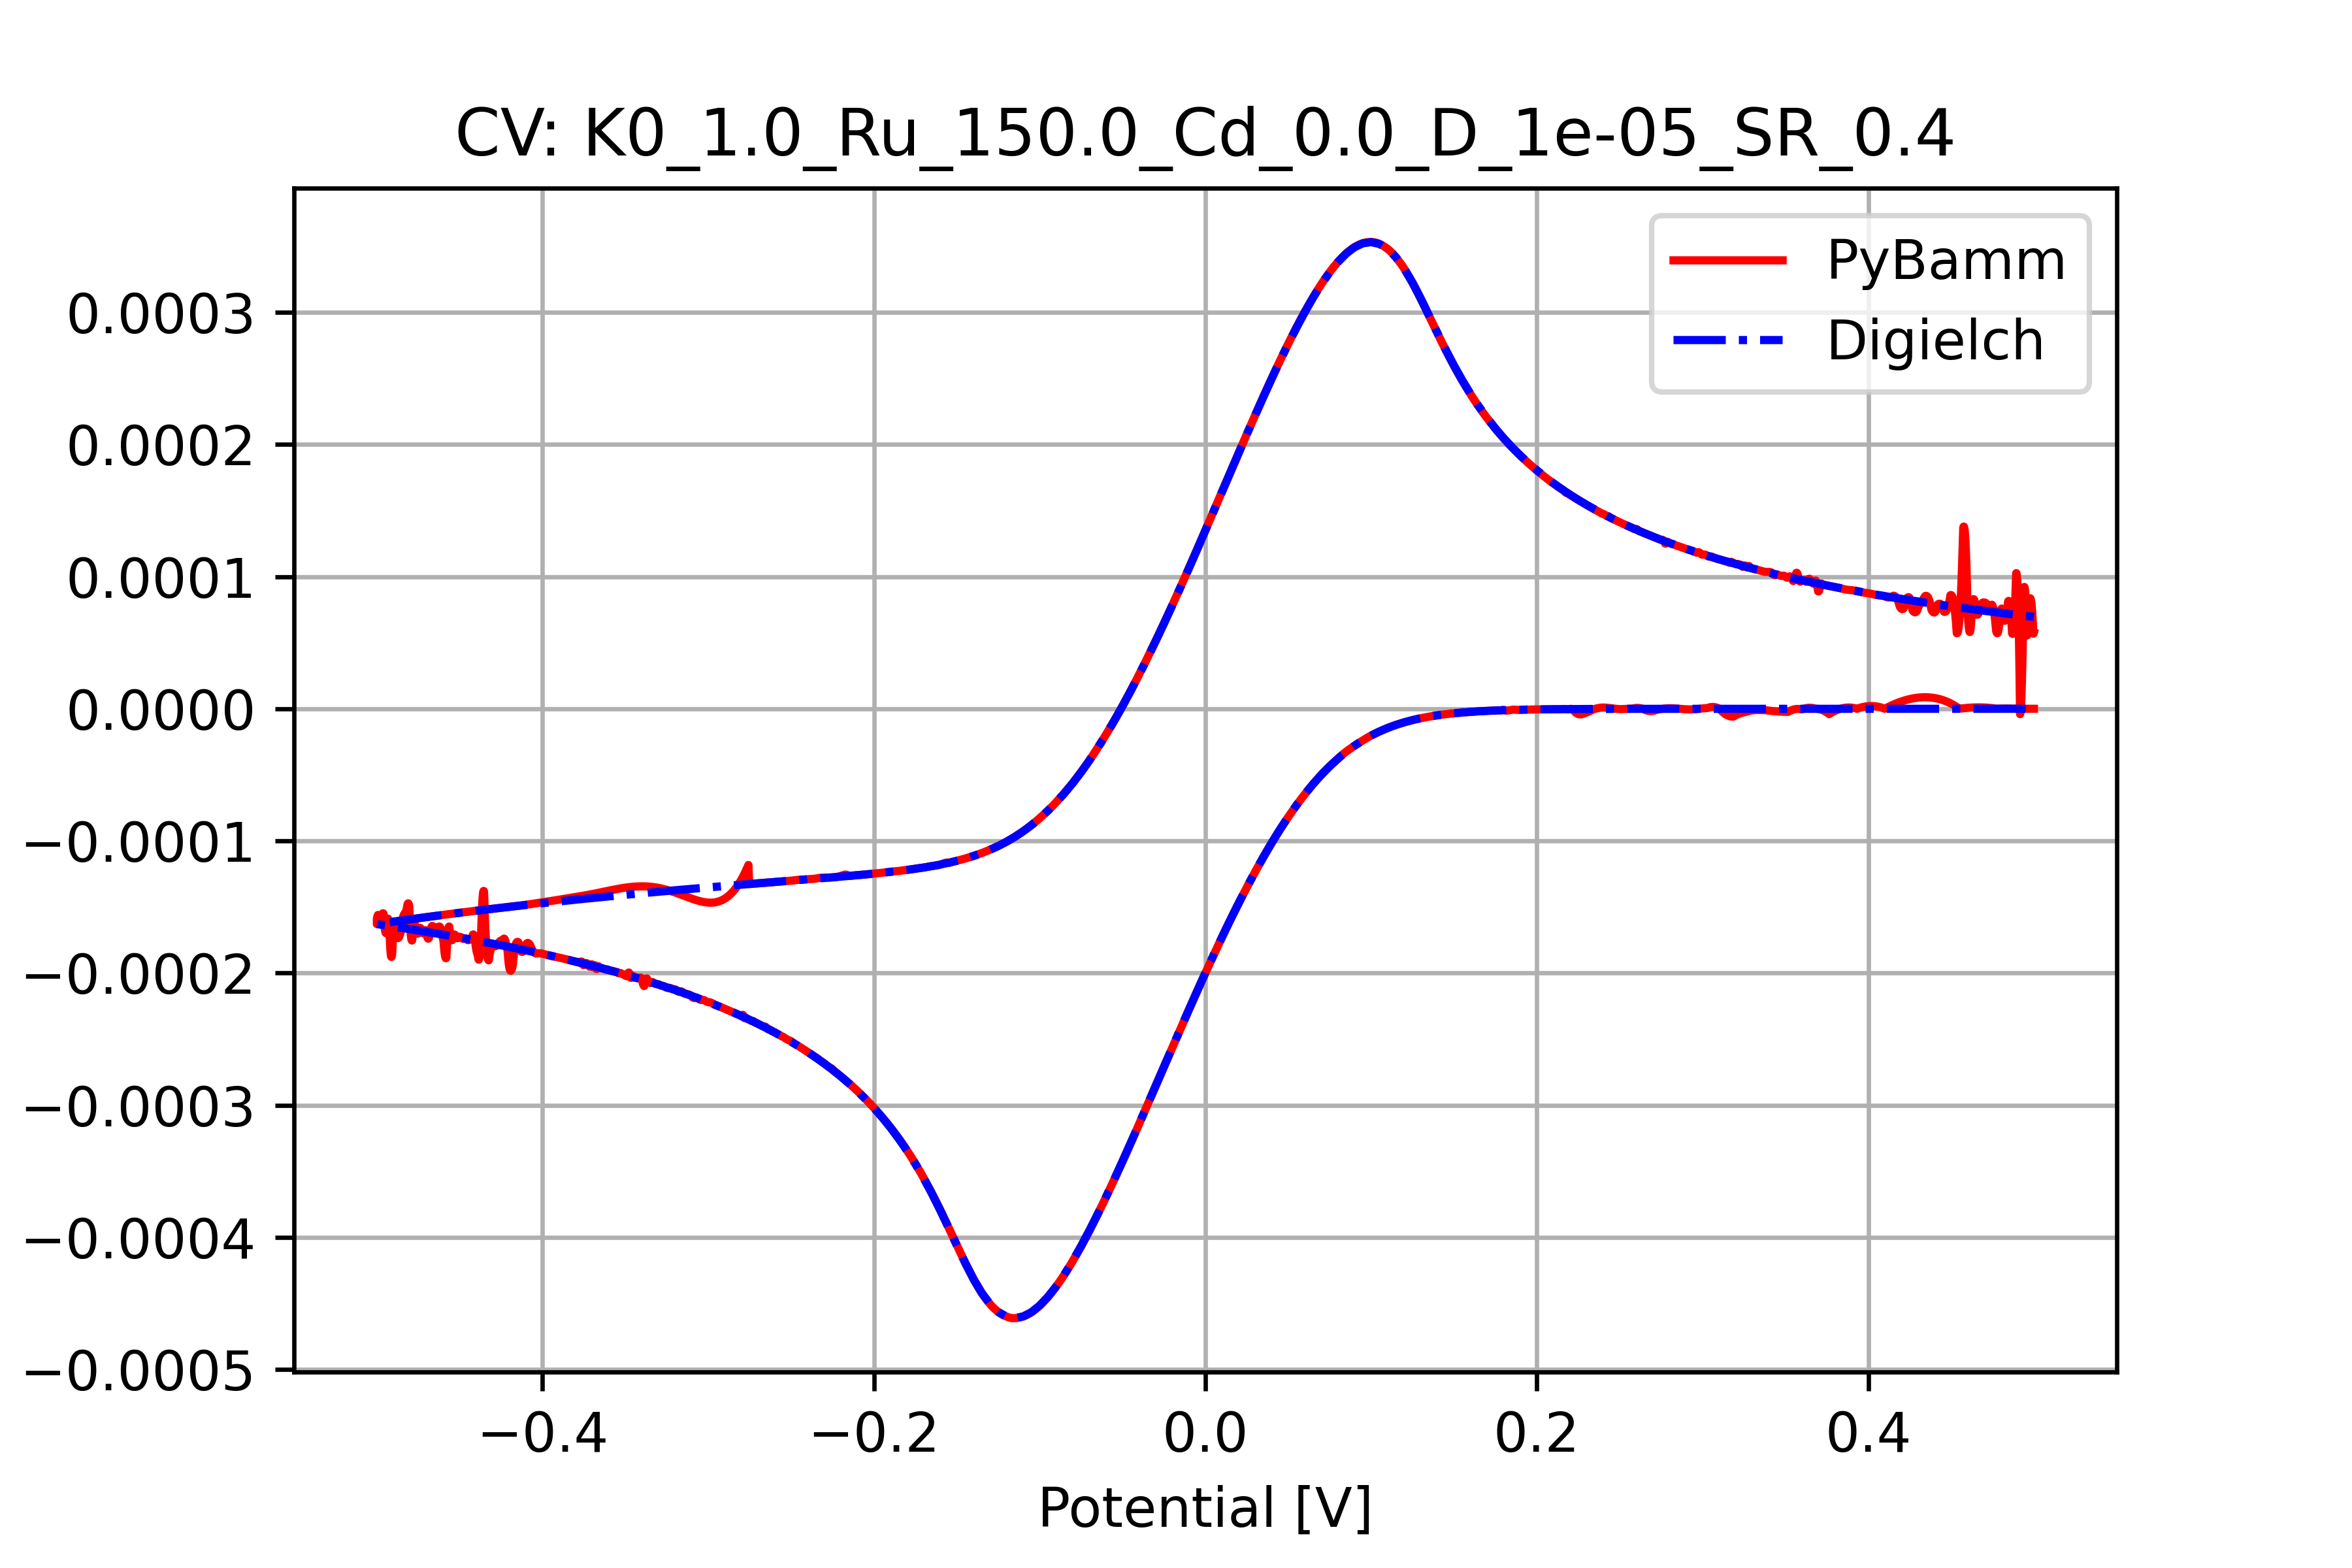 CV: K0_1.0_Ru_150.0_Cd_0.0_D_1e-05_SR_0.4
PyBamm
Digielch
0.0003
0.0002
0.0001
0.0000
−0.0001
−0.0002
−0.0003
−0.0004
−0.0005
−0.4 −0.2 0.0 0.2 0.4
Potential [V]